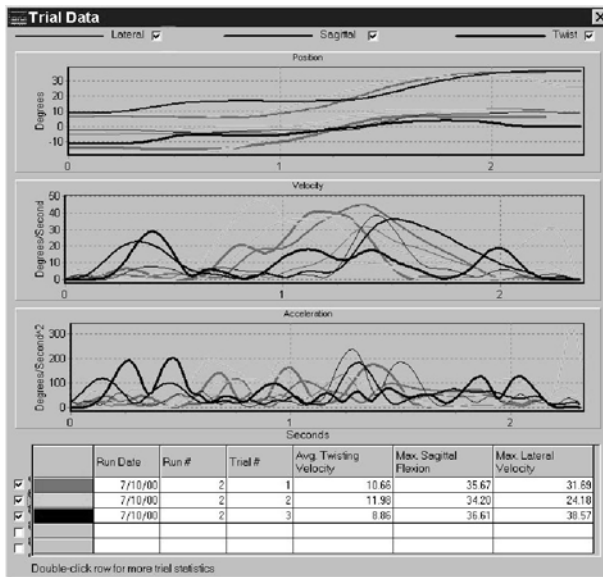 Trial Data
Lateral Sagittal Twist
Position
Degrees
30
20
10
0
-10
0 1 2
Velocity
Degrees/Second
50
40
30
20
10
0
0 1 2
Acceleration
Degrees/Second^2
300
200
100
0
0 1 2
Seconds
Run Date Run # Trial # Avg. Twisting Velocity Max. Sagittal Flexion Max. Lateral Velocity
7/10/00 2 1 10.66 35.67 31.69
7/10/00 2 2 11.98 34.20 24.18
7/10/00 2 3 8.86 36.61 38.57
Double-click row for more trial statistics